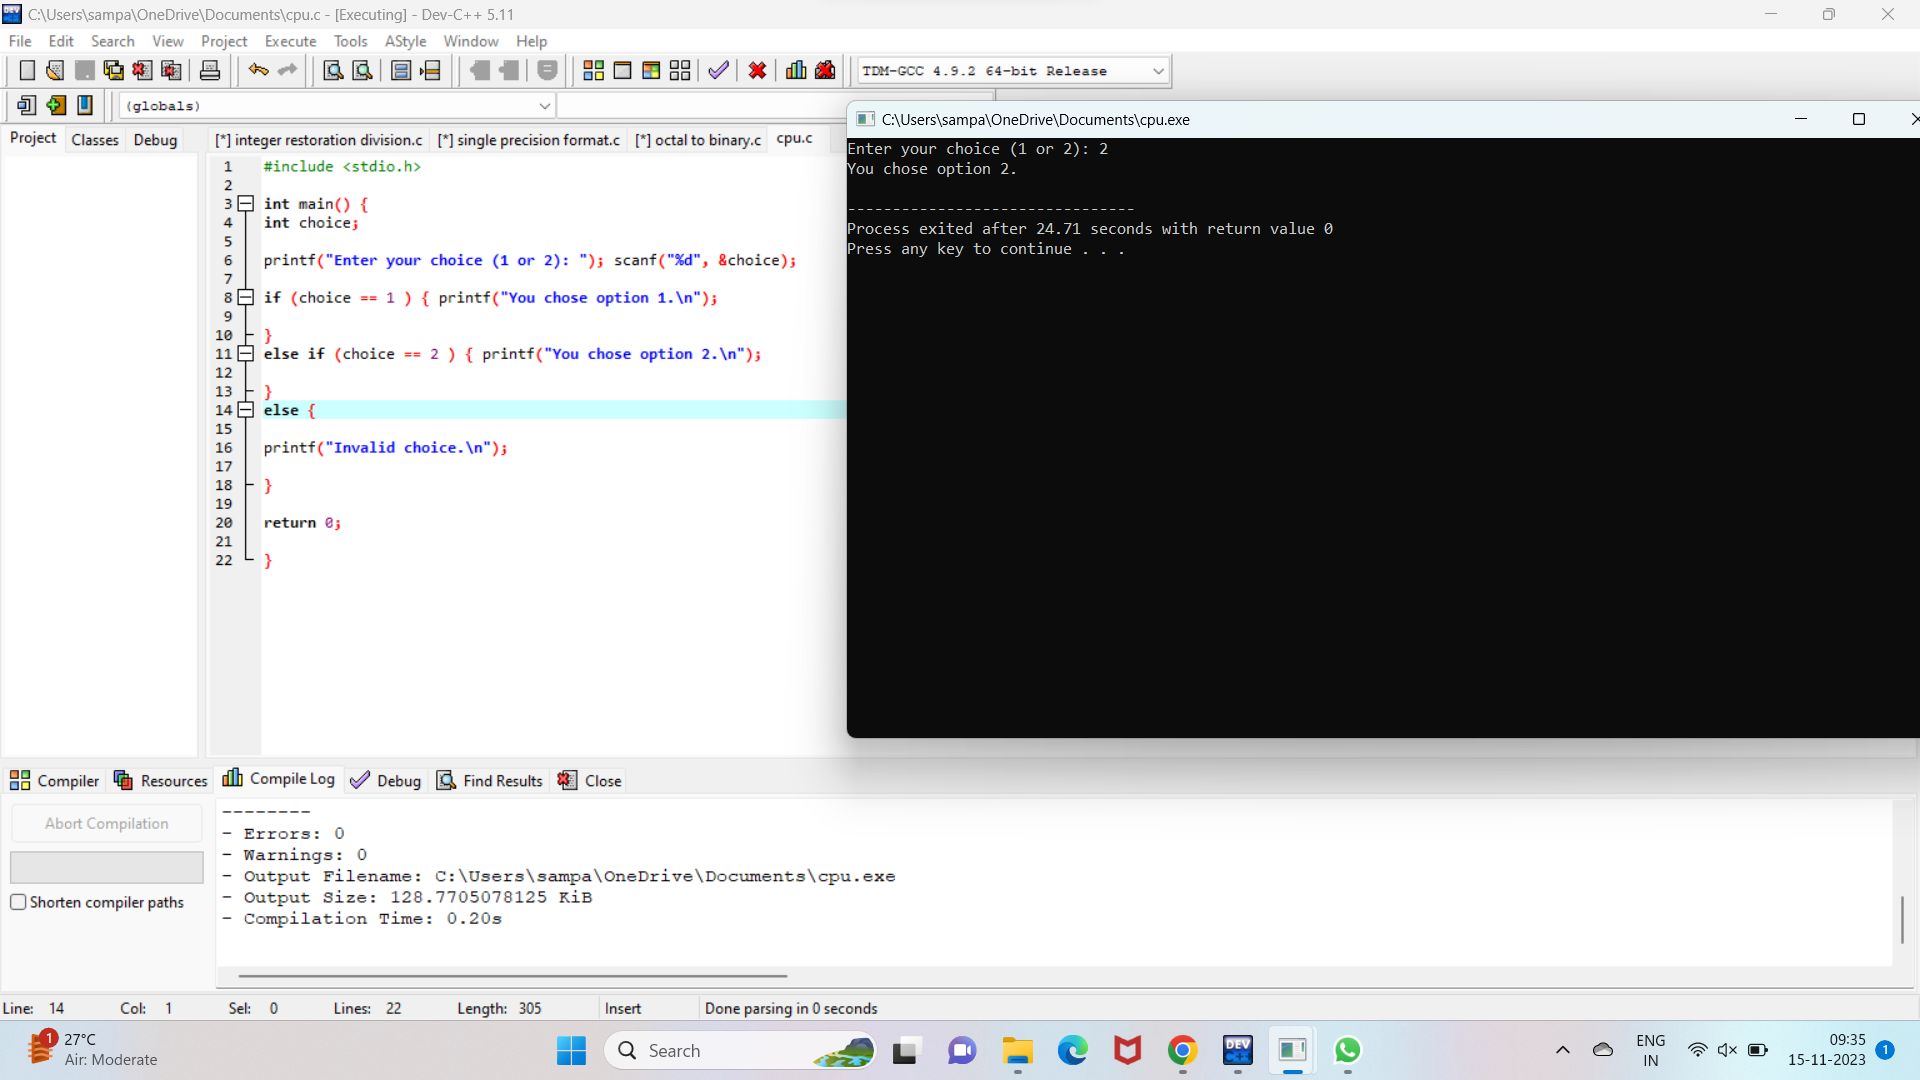 C:\Users\sampa\OneDrive\Documents\cpu.c - [Executing] - Dev-C++ 5.11
File Edit Search View Project Execute Tools AStyle Window Help
TDM-GCC 4.9.2 64-bit Release
(globals)
Project Classes Debug
[*] integer restoration division.c [*] single precision format.c [*] octal to binary.c cpu.c
1 #include <stdio.h>
2
3 int main() {
4 int choice;
5
6 printf("Enter your choice (1 or 2): "); scanf("%d", &choice);
7
8 if (choice == 1 ) { printf("You chose option 1.\n");
9
10 }
11 else if (choice == 2 ) { printf("You chose option 2.\n");
12
13 }
14 else {
15
16 printf("Invalid choice.\n");
17
18 }
19
20 return 0;
21
22 }
C:\Users\sampa\OneDrive\Documents\cpu.exe
Enter your choice (1 or 2): 2
You chose option 2.
--------------------------------
Process exited after 24.71 seconds with return value 0
Press any key to continue . . .
Compiler Resources Compile Log Debug Find Results Close
Abort Compilation
Shorten compiler paths
--------
- Errors: 0
- Warnings: 0
- Output Filename: C:\Users\sampa\OneDrive\Documents\cpu.exe
- Output Size: 128.7705078125 KiB
- Compilation Time: 0.20s
Line: 14 Col: 1 Sel: 0 Lines: 22 Length: 305 Insert Done parsing in 0 seconds
1
27°C
Air: Moderate
Search
DEV
ENG
IN
09:35
15-11-2023
1